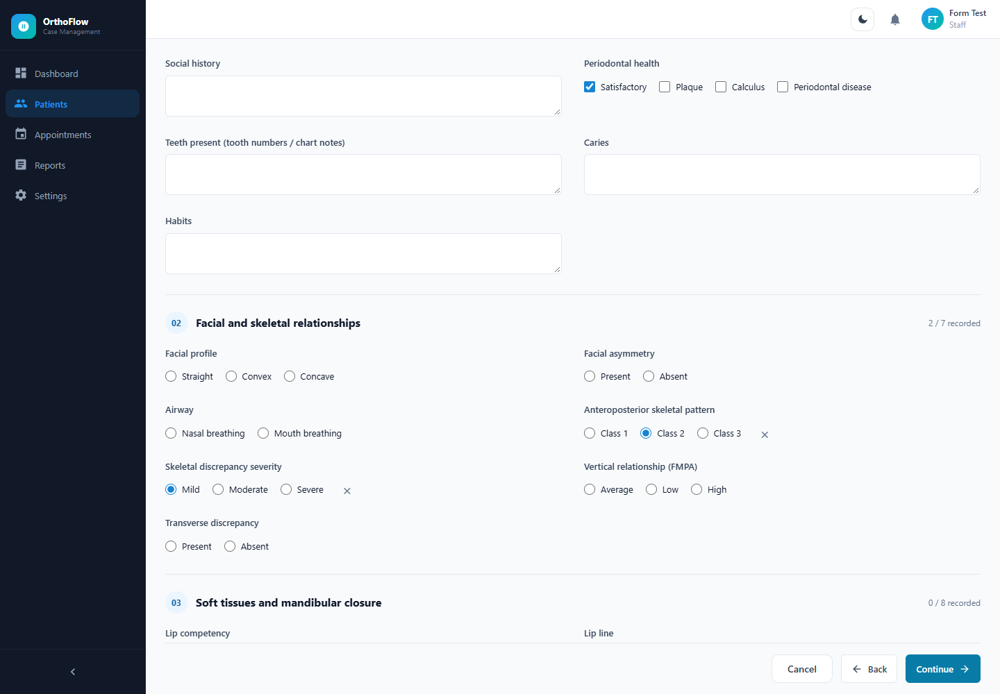 OrthoFlow
Case Management
Dashboard
Patients
Appointments
Reports
Settings
FT
Form Test
Staff
Social history
Periodontal health
Satisfactory Plaque Calculus Periodontal disease
Teeth present (tooth numbers / chart notes)
Caries
Habits
02 Facial and skeletal relationships
2 / 7 recorded
Facial profile
Straight Convex Concave
Facial asymmetry
Present Absent
Airway
Nasal breathing Mouth breathing
Anteroposterior skeletal pattern
Class 1 Class 2 Class 3
Skeletal discrepancy severity
Mild Moderate Severe
Vertical relationship (FMPA)
Average Low High
Transverse discrepancy
Present Absent
03 Soft tissues and mandibular closure
0 / 8 recorded
Lip competency
Lip line
Cancel
Back
Continue